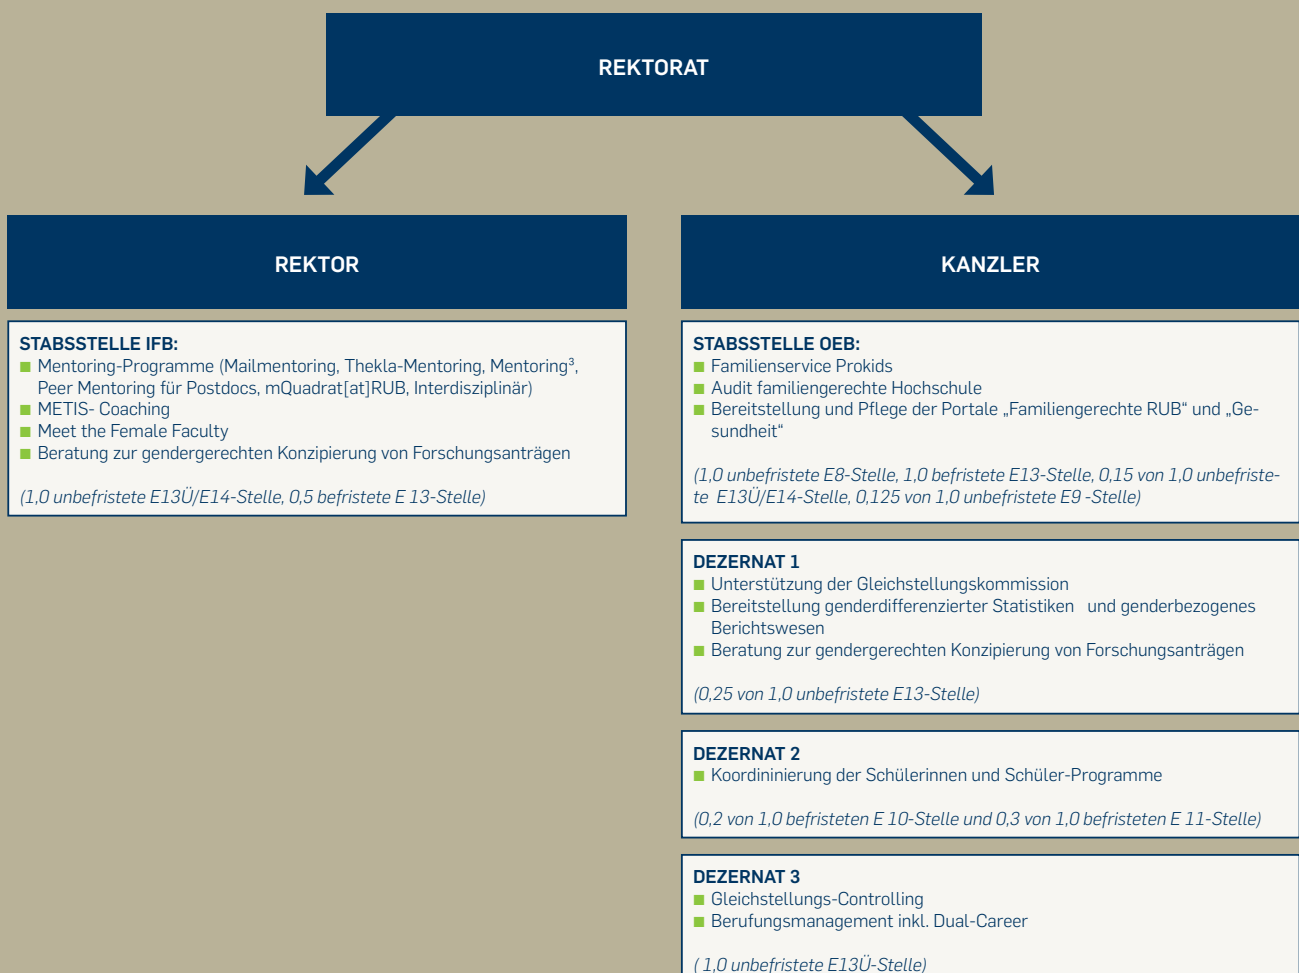 REKTORAT
REKTOR
STABSSTELLE IFB:
■ Mentoring-Programme (Mailmentoring, Thekla-Mentoring, Mentoring³,
Peer Mentoring für Postdocs, mQuadrat[at]RUB, Interdisziplinär)
■ METIS- Coaching
■ Meet the Female Faculty
■ Beratung zur gendergerechten Konzipierung von Forschungsanträgen
(1,0 unbefristete E13Ü/E14-Stelle, 0,5 befristete E 13-Stelle)
KANZLER
STABSSTELLE OEB:
■ Familienservice Prokids
■ Audit familiengerechte Hochschule
■ Bereitstellung und Pflege der Portale „Familiengerechte RUB“ und „Ge-
sundheit“
(1,0 unbefristete E8-Stelle, 1,0 befristete E13-Stelle, 0,15 von 1,0 unbefriste-
te E13Ü/E14-Stelle, 0,125 von 1,0 unbefristete E9 -Stelle)
DEZERNAT 1
■ Unterstützung der Gleichstellungskommission
■ Bereitstellung genderdifferenzierter Statistiken und genderbezogenes
Berichtswesen
■ Beratung zur gendergerechten Konzipierung von Forschungsanträgen
(0,25 von 1,0 unbefristete E13-Stelle)
DEZERNAT 2
■ Koordininierung der Schülerinnen und Schüler-Programme
(0,2 von 1,0 befristeten E 10-Stelle und 0,3 von 1,0 befristeten E 11-Stelle)
DEZERNAT 3
■ Gleichstellungs-Controlling
■ Berufungsmanagement inkl. Dual-Career
( 1,0 unbefristete E13Ü-Stelle)